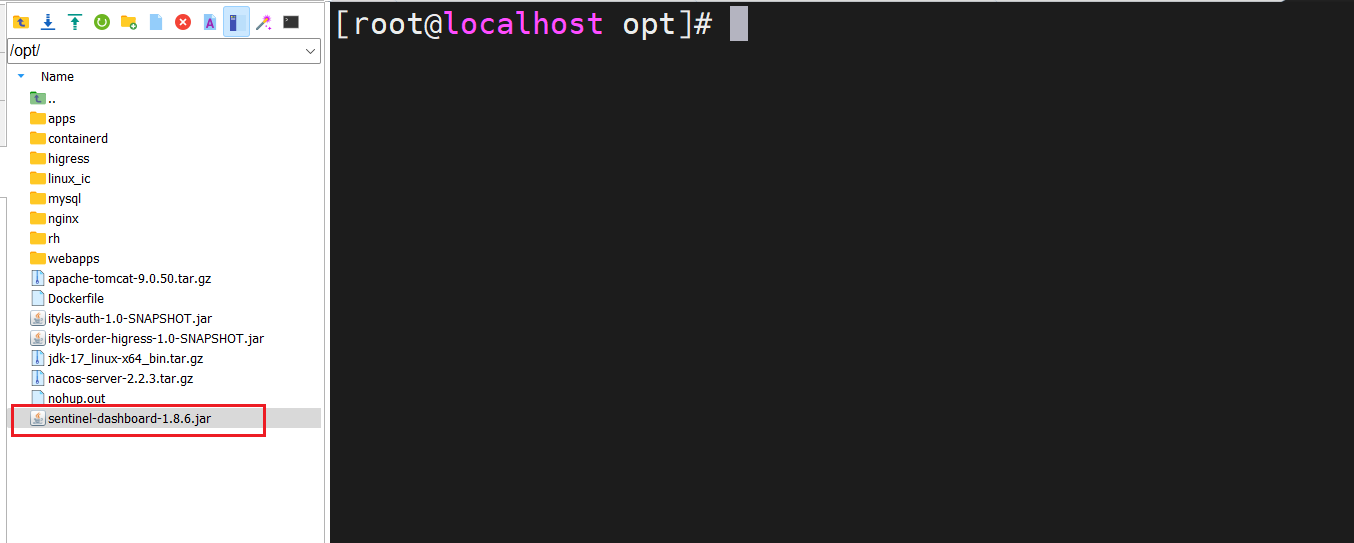 /opt/
[root@localhost opt]#
Name
..
apps
containerd
higress
linux_ic
mysql
nginx
rh
webapps
apache-tomcat-9.0.50.tar.gz
Dockerfile
ityls-auth-1.0-SNAPSHOT.jar
ityls-order-higress-1.0-SNAPSHOT.jar
jdk-17_linux-x64_bin.tar.gz
nacos-server-2.2.3.tar.gz
nohup.out
sentinel-dashboard-1.8.6.jar